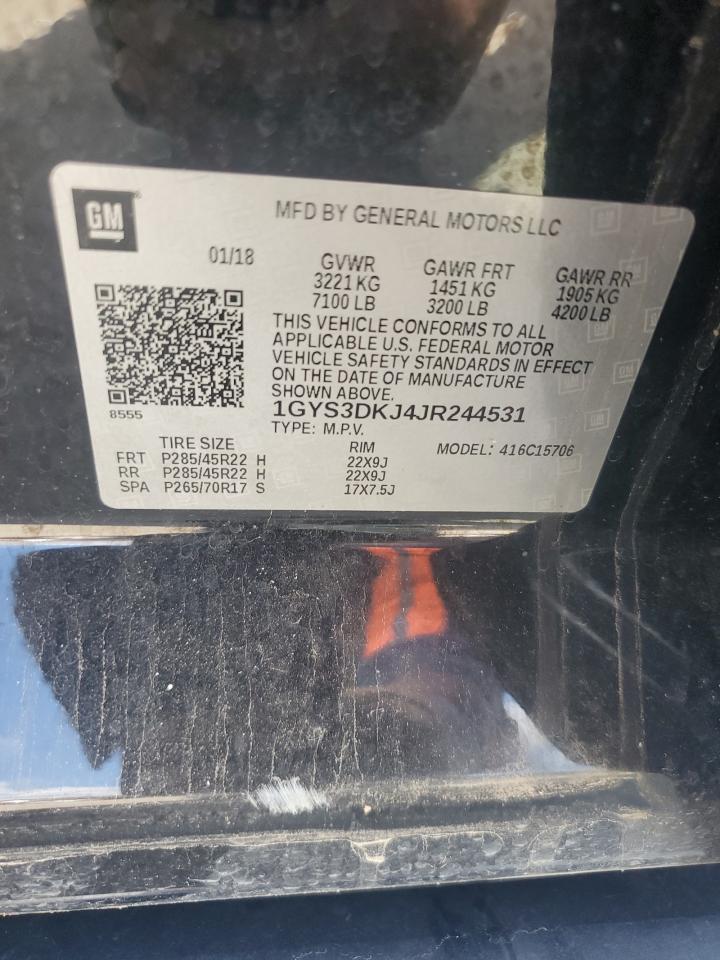 GM
MFD BY GENERAL MOTORS LLC
01/18
GVWR
3221 KG
7100 LB
GAWR FRT
1451 KG
3200 LB
GAWR RR
1905 KG
4200 LB
THIS VEHICLE CONFORMS TO ALL
APPLICABLE U.S. FEDERAL MOTOR
VEHICLE SAFETY STANDARDS IN EFFECT
ON THE DATE OF MANUFACTURE
SHOWN ABOVE.
8555
1GYS3DKJ4JR244531
TYPE: M.P.V.
MODEL: 416C15706
TIRE SIZE RIM
FRT P285/45R22 H 22X9J
RR P285/45R22 H 22X9J
SPA P265/70R17 S 17X7.5J